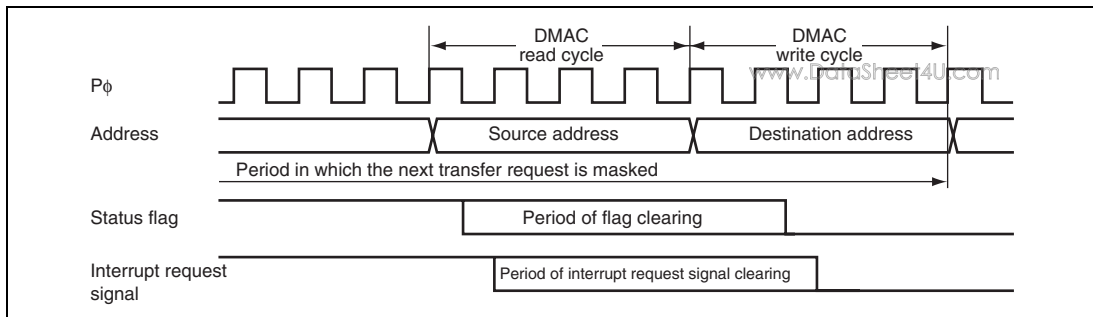 DMAC
read cycle
DMAC
write cycle
www.DataSheet4U.com
Pϕ
Address
Source address
Destination address
Period in which the next transfer request is masked
Status flag
Period of flag clearing
Interrupt request
signal
Period of interrupt request signal clearing